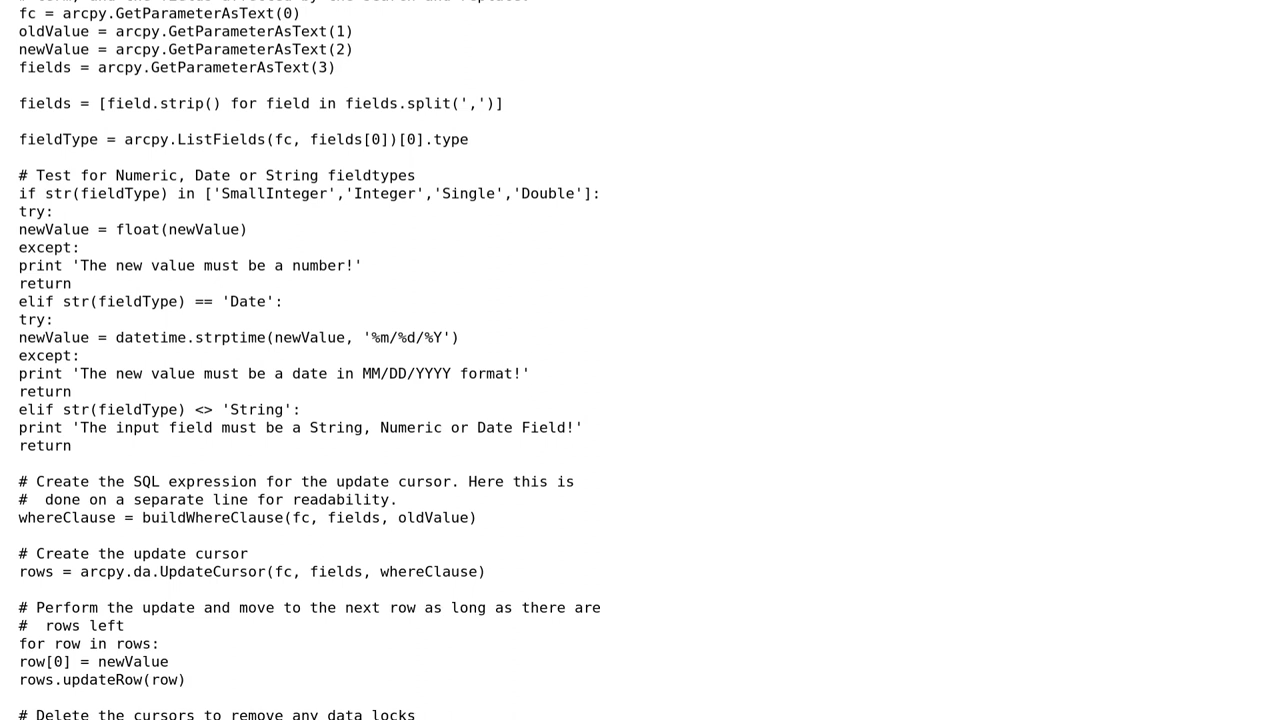 fc = arcpy.GetParameterAsText(0)
oldValue = arcpy.GetParameterAsText(1)
newValue = arcpy.GetParameterAsText(2)
fields = arcpy.GetParameterAsText(3)
fields = [field.strip() for field in fields.split(',')]
fieldType = arcpy.ListFields(fc, fields[0])[0].type
# Test for Numeric, Date or String fieldtypes
if str(fieldType) in ['SmallInteger','Integer','Single','Double']:
try:
newValue = float(newValue)
except:
print 'The new value must be a number!'
return
elif str(fieldType) == 'Date':
try:
newValue = datetime.strptime(newValue, '%m/%d/%Y')
except:
print 'The new value must be a date in MM/DD/YYYY format!'
return
elif str(fieldType) <> 'String':
print 'The input field must be a String, Numeric or Date Field!'
return
# Create the SQL expression for the update cursor. Here this is
#  done on a separate line for readability.
whereClause = buildWhereClause(fc, fields, oldValue)
# Create the update cursor
rows = arcpy.da.UpdateCursor(fc, fields, whereClause)
# Perform the update and move to the next row as long as there are
#  rows left
for row in rows:
row[0] = newValue
rows.updateRow(row)
# Delete the cursors to remove any data locks